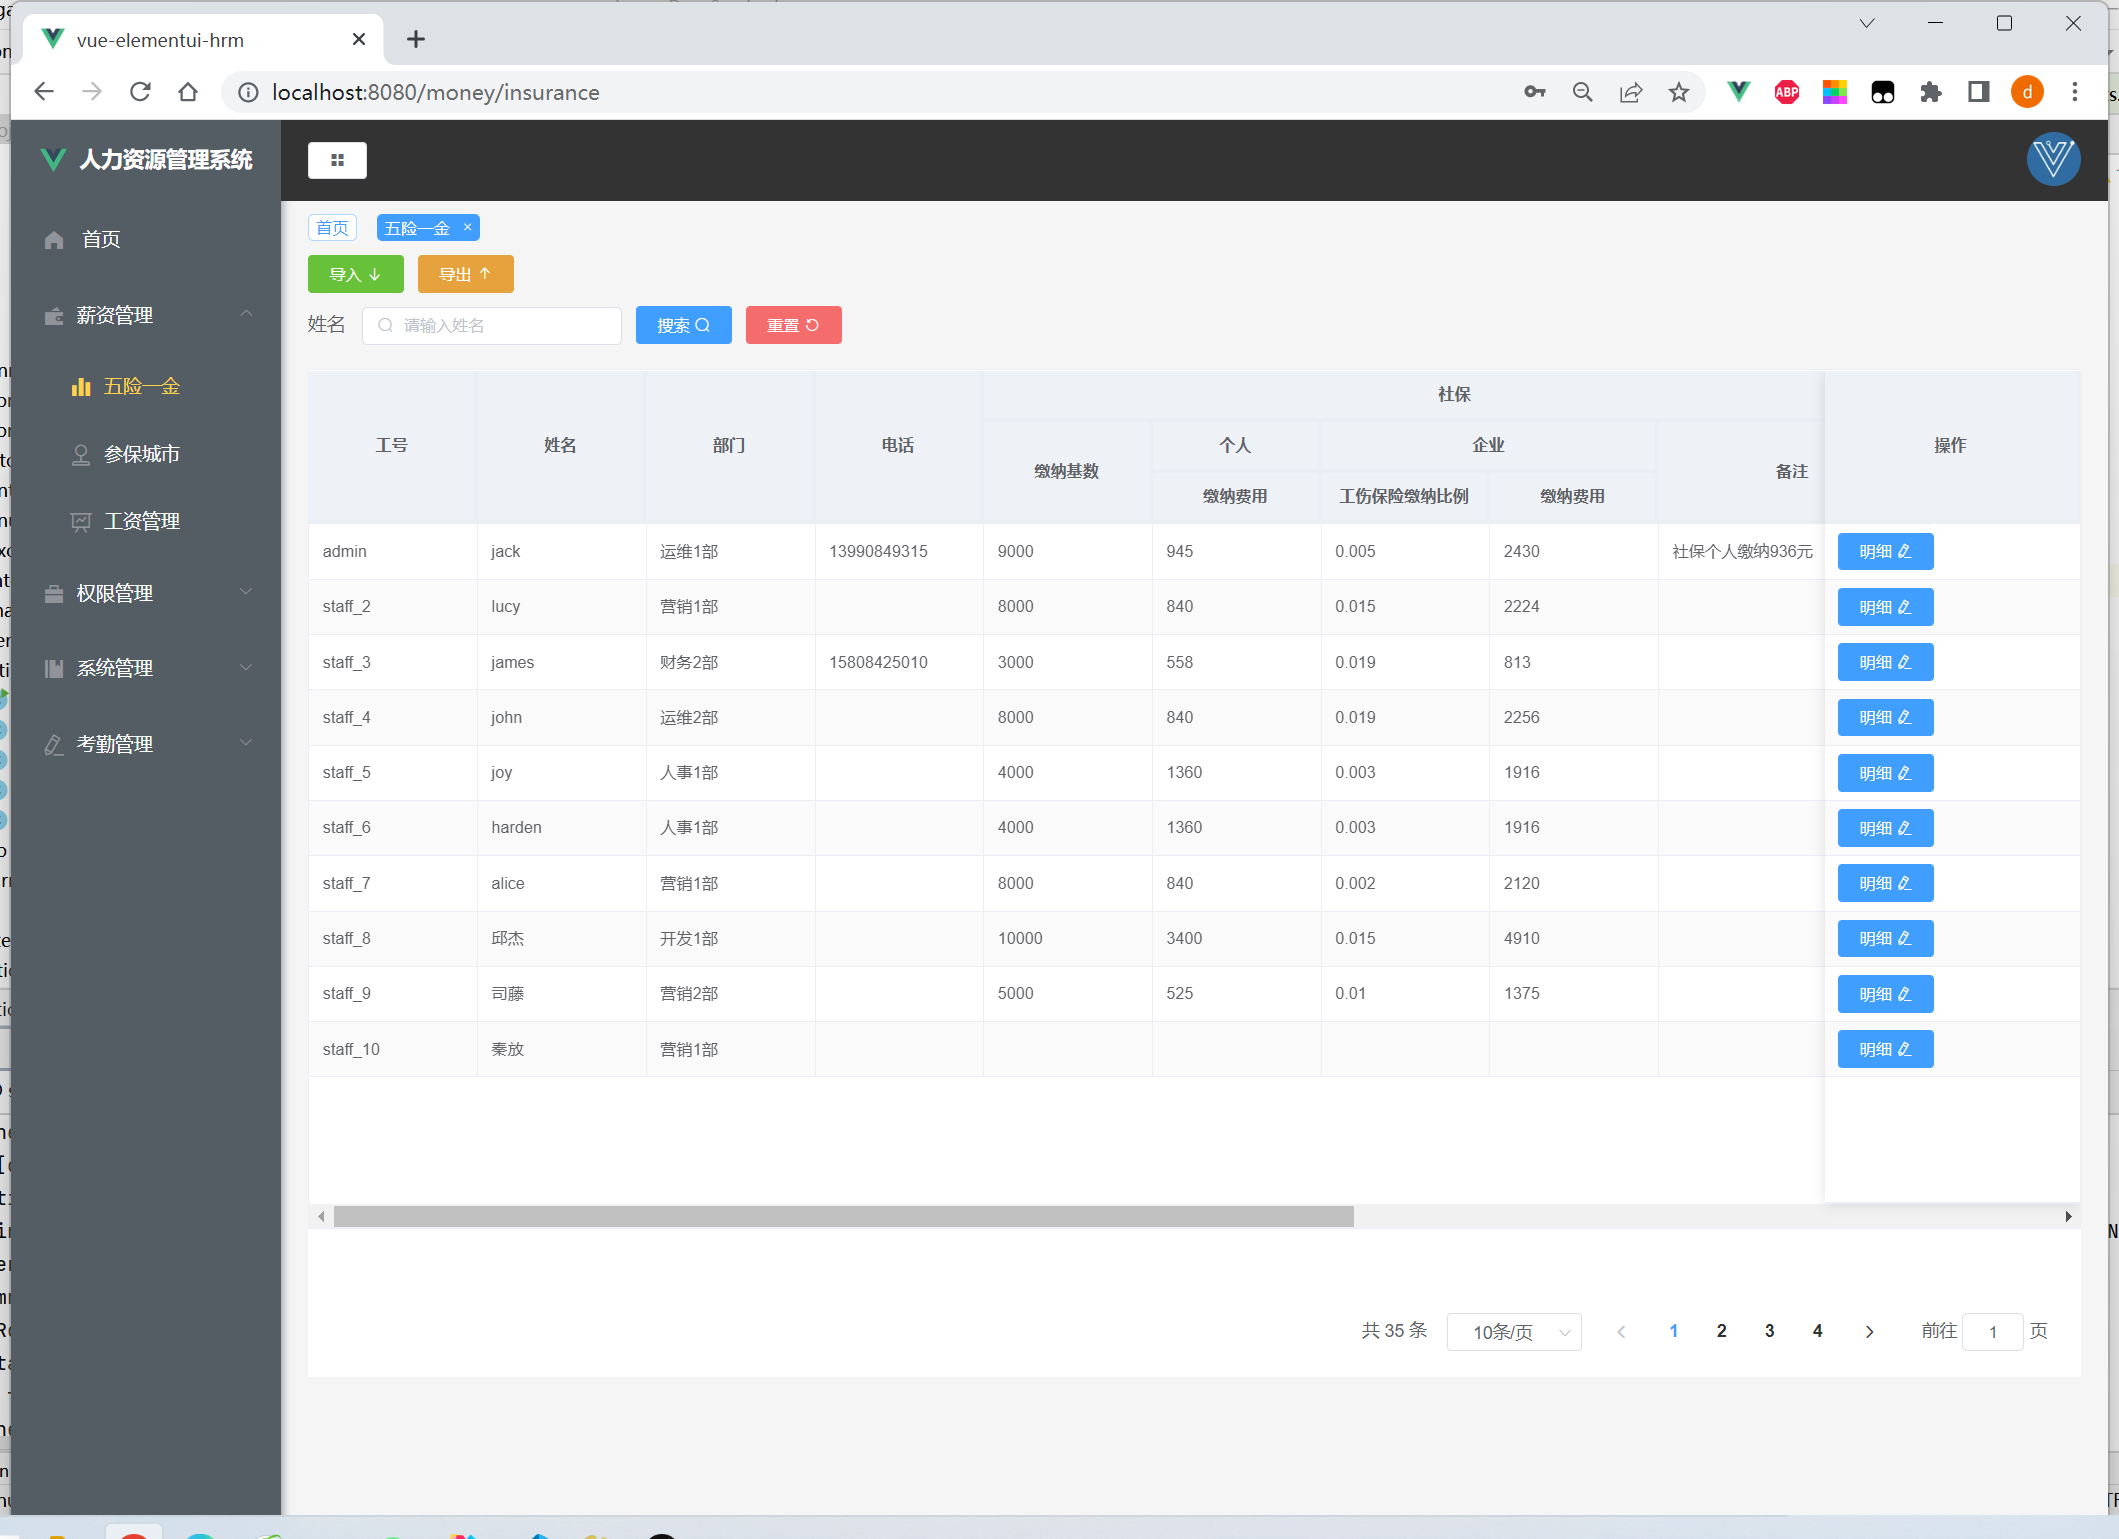 vue-elementui-hrm
localhost:8080/money/insurance
ABP
d
人力资源管理系统
首页
薪资管理
五险一金
参保城市
工资管理
权限管理
系统管理
考勤管理
首页 五险一金 ×
导入 导出
姓名 请输入姓名 搜索 重置
社保
工号 姓名 部门 电话 个人 企业 操作
缴纳基数 备注
缴纳费用 工伤保险缴纳比例 缴纳费用
admin jack 运维1部 13990849315 9000 945 0.005 2430 社保个人缴纳936元 明细
staff_2 lucy 营销1部 8000 840 0.015 2224 明细
staff_3 james 财务2部 15808425010 3000 558 0.019 813 明细
staff_4 john 运维2部 8000 840 0.019 2256 明细
staff_5 joy 人事1部 4000 1360 0.003 1916 明细
staff_6 harden 人事1部 4000 1360 0.003 1916 明细
staff_7 alice 营销1部 8000 840 0.002 2120 明细
staff_8 邱杰 开发1部 10000 3400 0.015 4910 明细
staff_9 司藤 营销2部 5000 525 0.01 1375 明细
staff_10 秦放 营销1部 明细
共 35 条 10条/页 1 2 3 4 前往 1 页